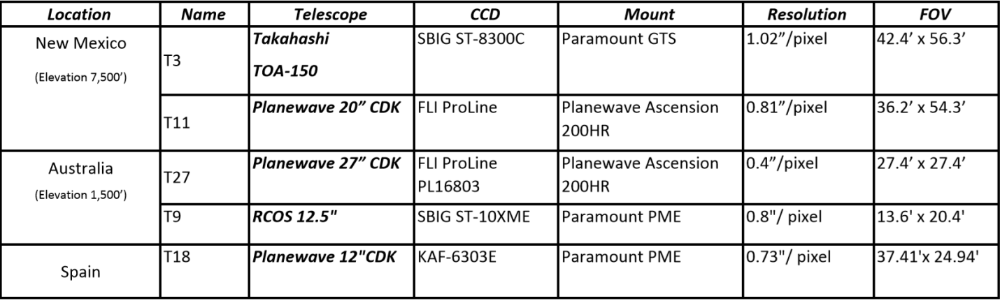 Location Name Telescope CCD Mount Resolution FOV
New Mexico
(Elevation 7,500’)
T3
Takahashi
TOA-150
SBIG ST-8300C
Paramount GTS
1.02”/pixel
42.4’ x 56.3’
T11
Planewave 20” CDK
FLI ProLine
Planewave Ascension
200HR
0.81”/pixel
36.2’ x 54.3’
Australia
(Elevation 1,500’)
T27
Planewave 27” CDK
FLI ProLine
PL16803
Planewave Ascension
200HR
0.4”/pixel
27.4’ x 27.4’
T9
RCOS 12.5"
SBIG ST-10XME
Paramount PME
0.8"/ pixel
13.6' x 20.4'
Spain
T18
Planewave 12"CDK
KAF-6303E
Paramount PME
0.73"/ pixel
37.41'x 24.94'